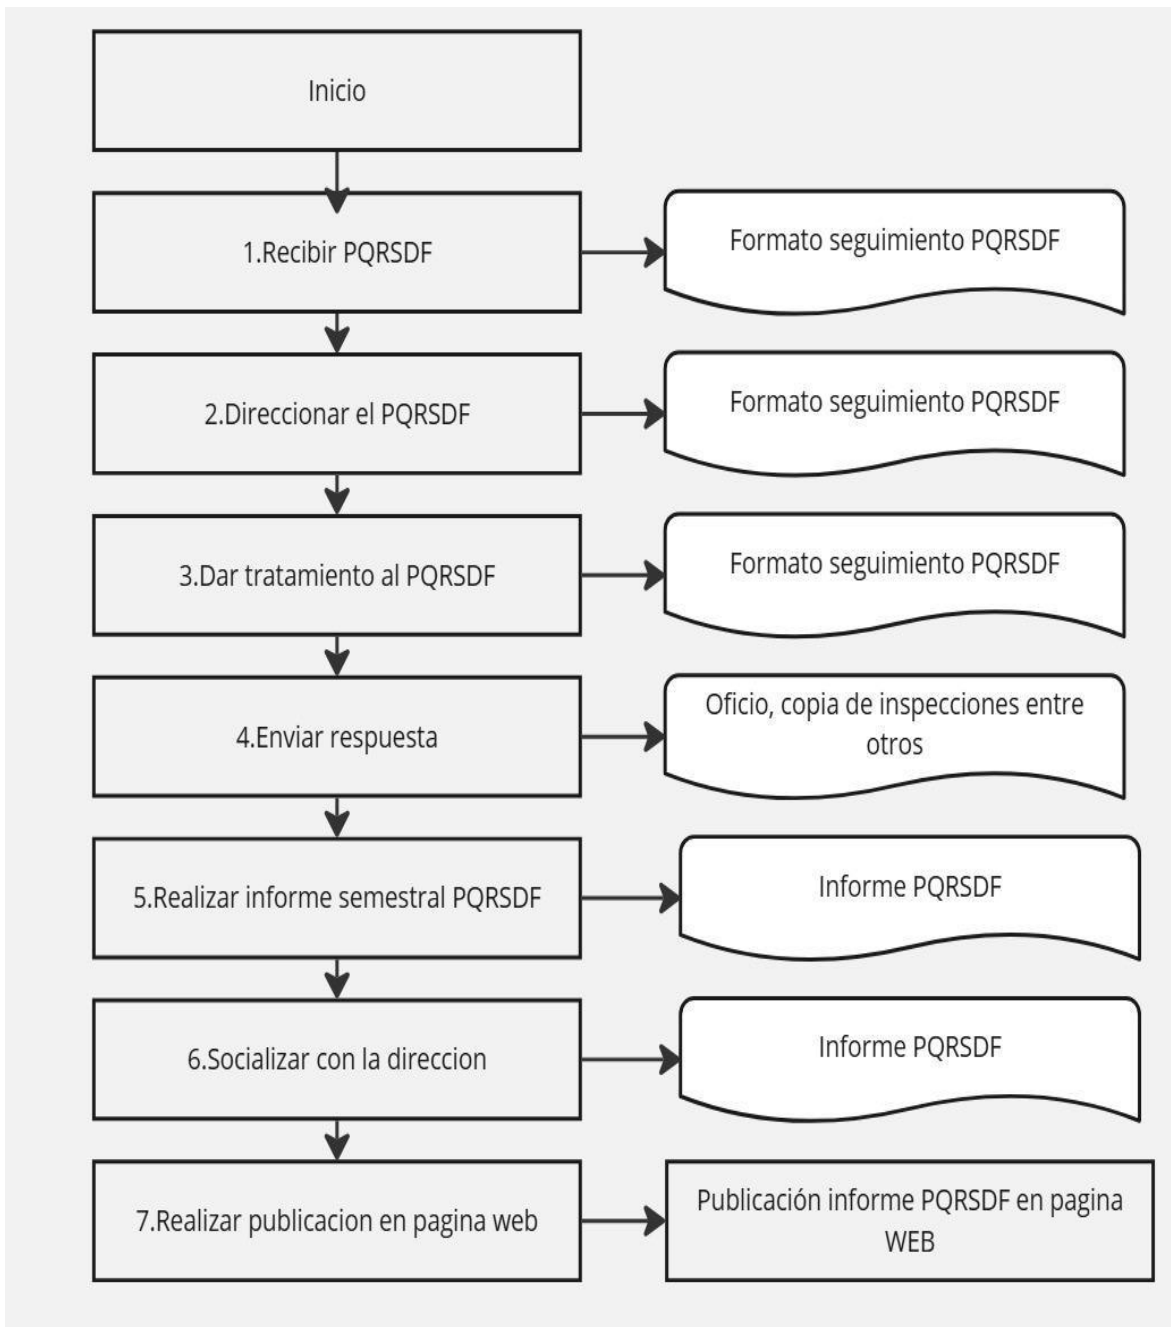 Inicio
1.Recibir PQRSDF
Formato seguimiento PQRSDF
2.Direccionar el PQRSDF
Formato seguimiento PQRSDF
3.Dar tratamiento al PQRSDF
Formato seguimiento PQRSDF
4.Enviar respuesta
Oficio, copia de inspecciones entre
otros
5.Realizar informe semestral PQRSDF
Informe PQRSDF
6.Socializar con la direccion
Informe PQRSDF
7.Realizar publicacion en pagina web
Publicación informe PQRSDF en pagina
WEB